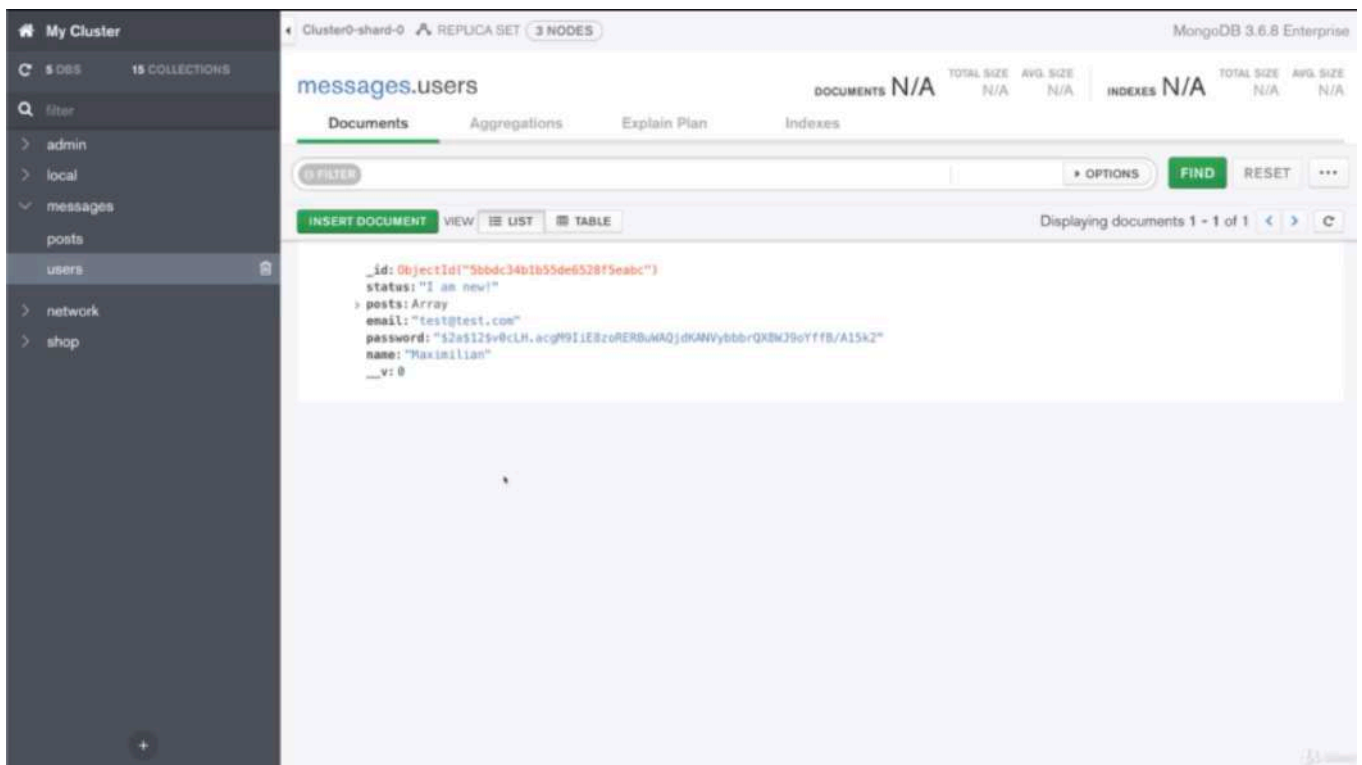 My Cluster
Cluster0-shard-0 REPLICA SET 3 NODES
MongoDB 3.6.8 Enterprise
5 DBS 15 COLLECTIONS
filter
messages.users
DOCUMENTS N/A TOTAL SIZE N/A AVG. SIZE N/A INDEXES N/A TOTAL SIZE N/A AVG. SIZE N/A
Documents Aggregations Explain Plan Indexes
admin
local
messages
posts
users
network
shop
FILTER OPTIONS FIND RESET ...
INSERT DOCUMENT VIEW LIST TABLE Displaying documents 1 - 1 of 1 < >
_id: ObjectId("5bbdc34b1b55de6528f5eabc")
status: "I am new!"
posts: Array
email: "test@test.com"
password:
name: "Maximilian"
__v: 0